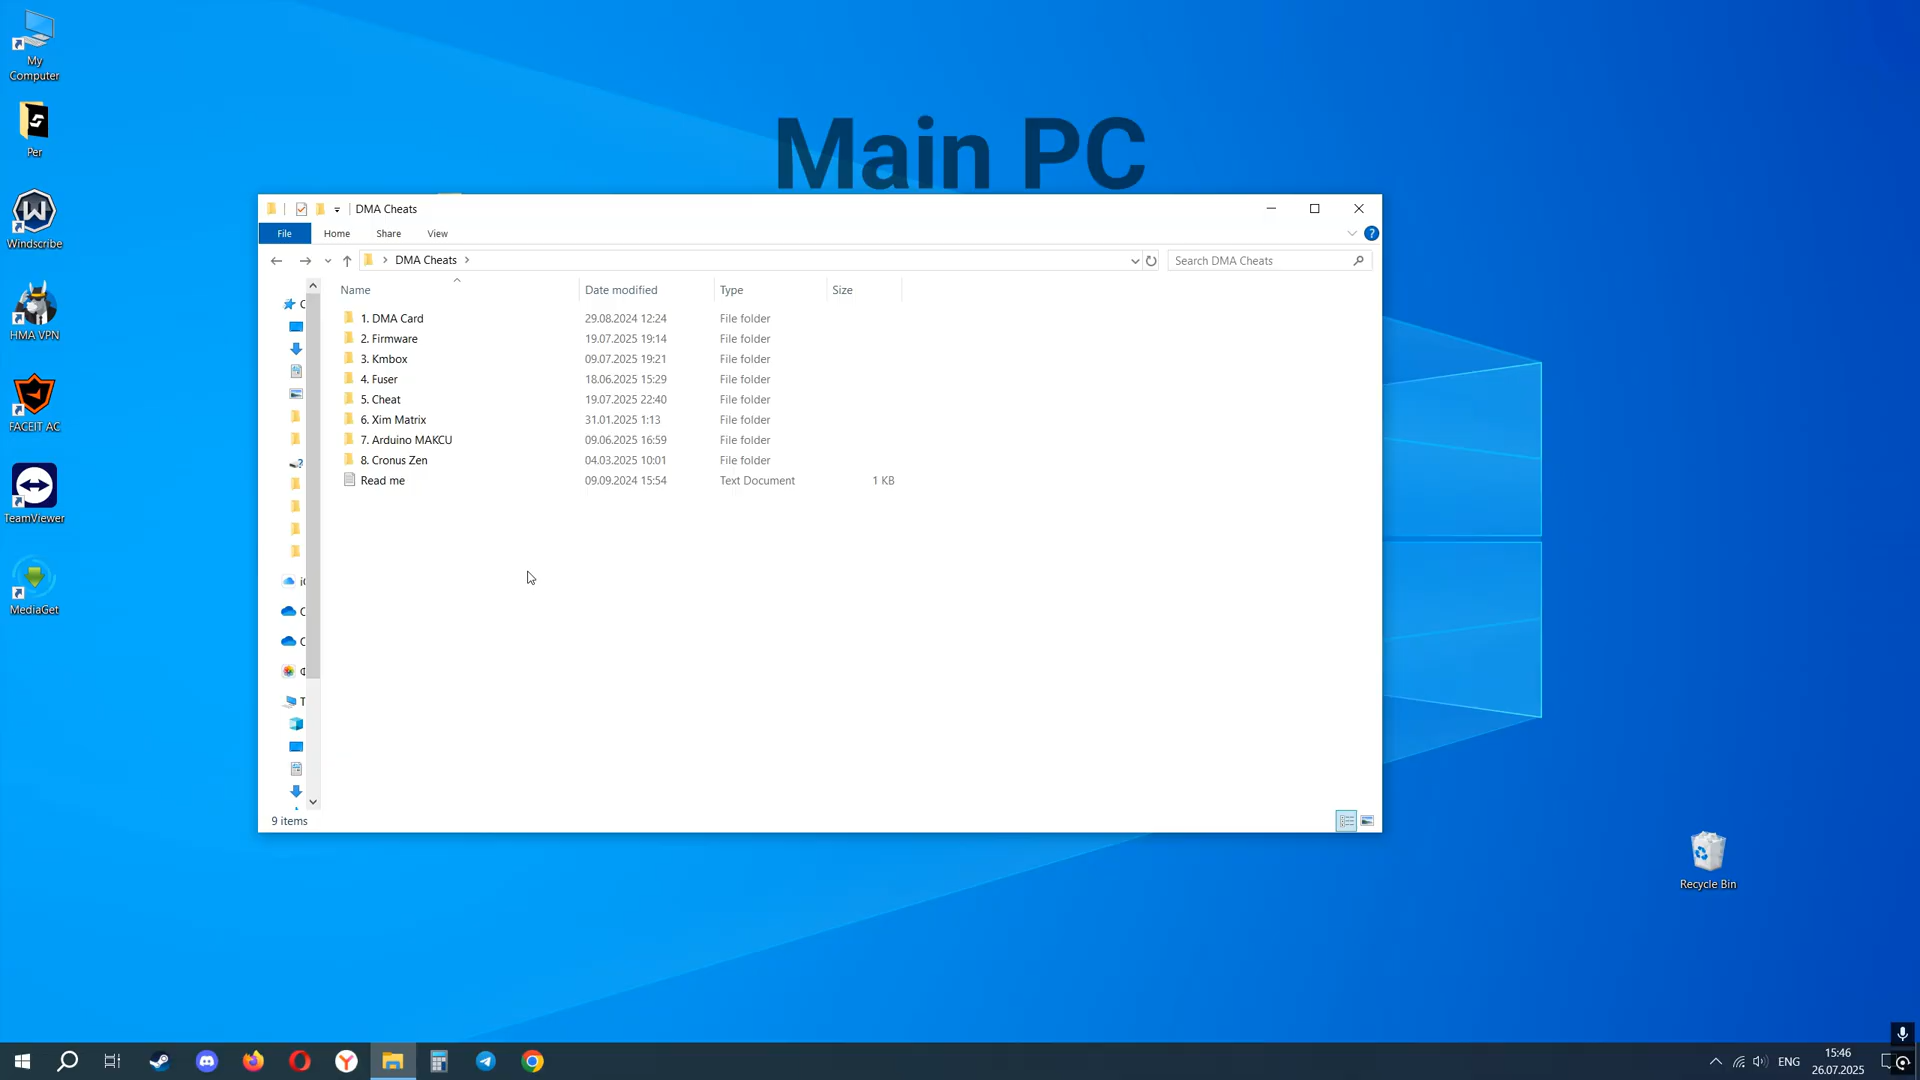 My
Computer
Per
Windscribe
HMA VPN
FACEIT AC
TeamViewer
MediaGet
Main PC
DMA Cheats
File
Home
Share
View
DMA Cheats
Search DMA Cheats
Name
Date modified
Type
Size
1. DMA Card
29.08.2024 12:24
File folder
2. Firmware
19.07.2025 19:14
File folder
3. Kmbox
09.07.2025 19:21
File folder
4. Fuser
18.06.2025 15:29
File folder
5. Cheat
19.07.2025 22:40
File folder
6. Xim Matrix
31.01.2025 1:13
File folder
7. Arduino MAKCU
09.06.2025 16:59
File folder
8. Cronus Zen
04.03.2025 10:01
File folder
Read me
09.09.2024 15:54
Text Document
1 KB
9 items
Recycle Bin
ENG
15:46
26.07.2025